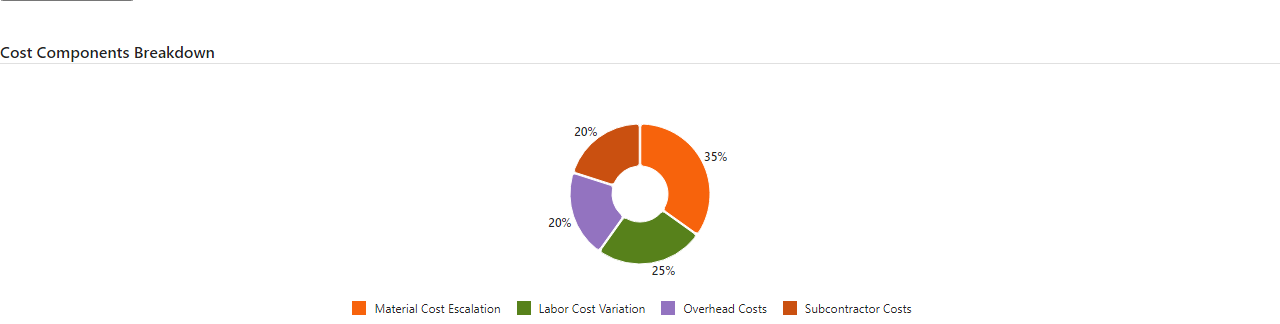 Cost Components Breakdown
20%
35%
20%
25%
Material Cost Escalation
Labor Cost Variation
Overhead Costs
Subcontractor Costs